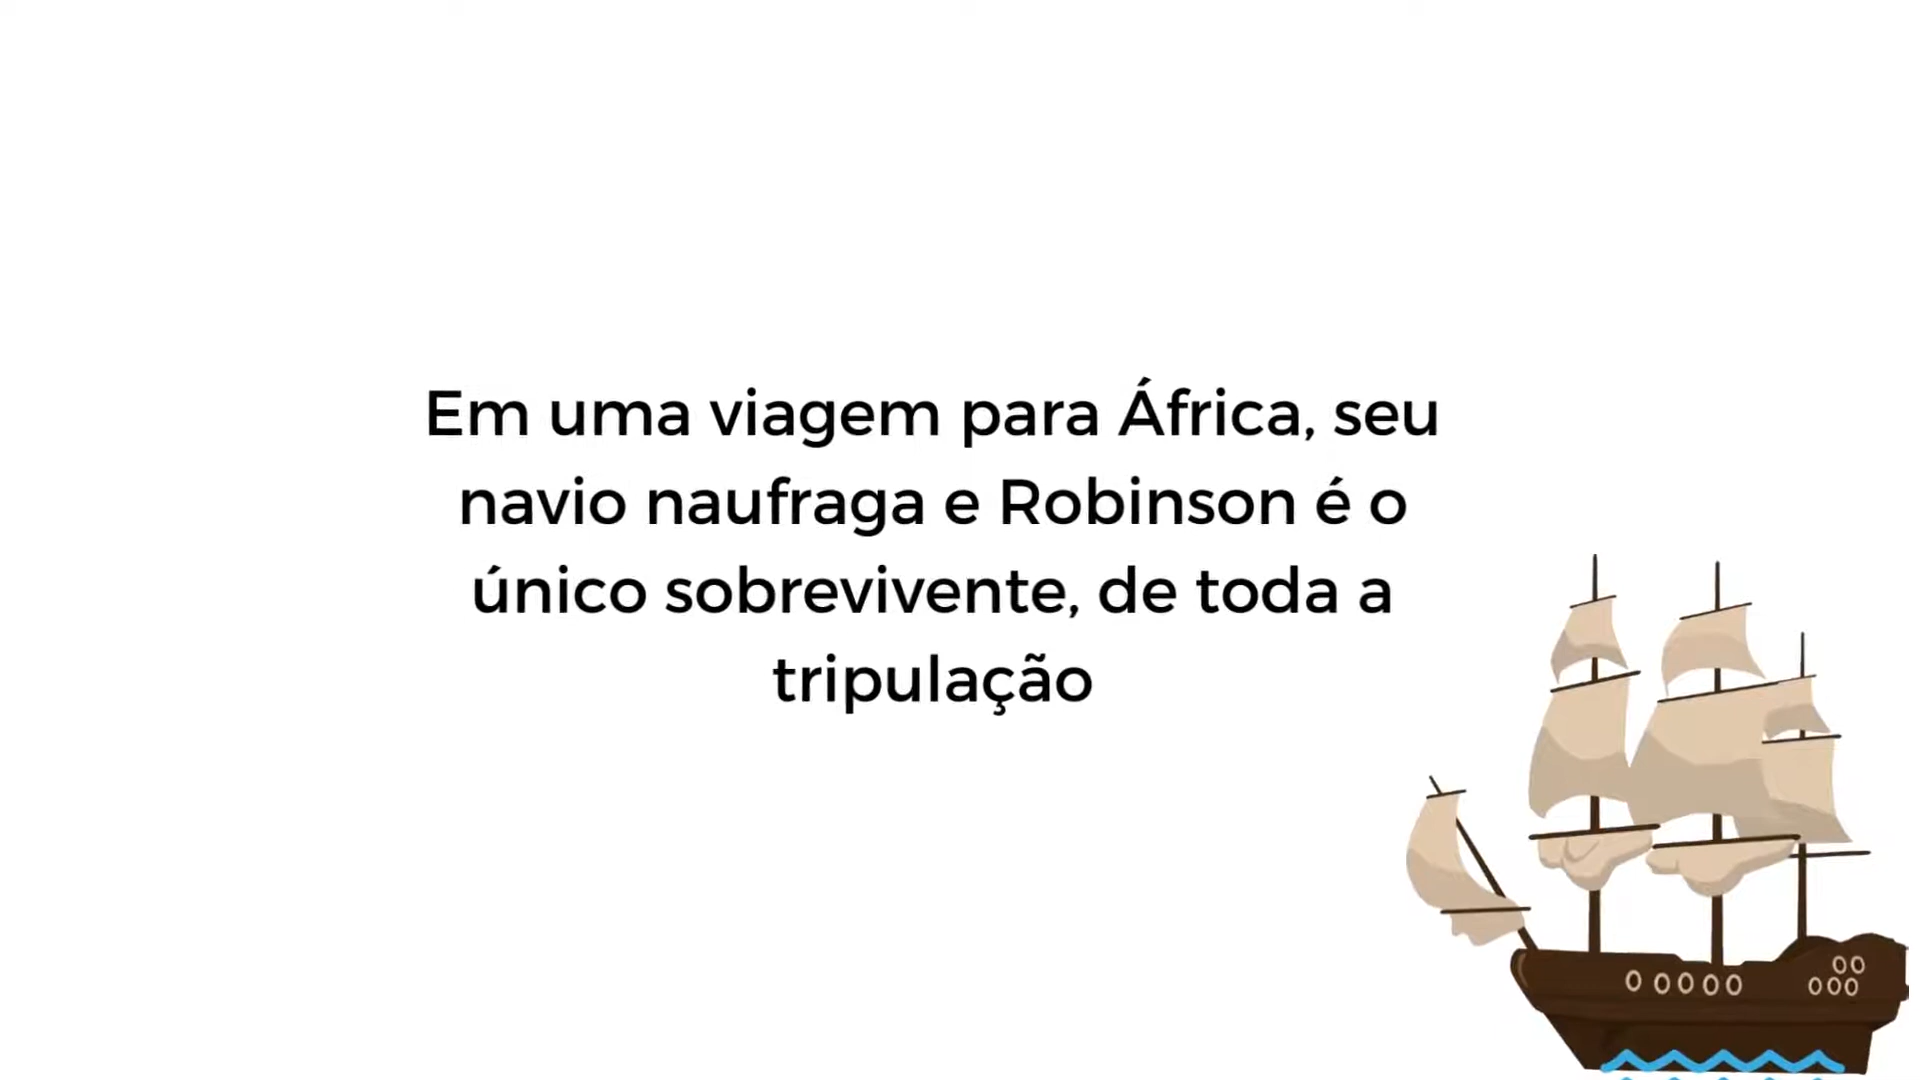 Em uma viagem para África, seu
navio naufraga e Robinson é o
único sobrevivente, de toda a
tripulação